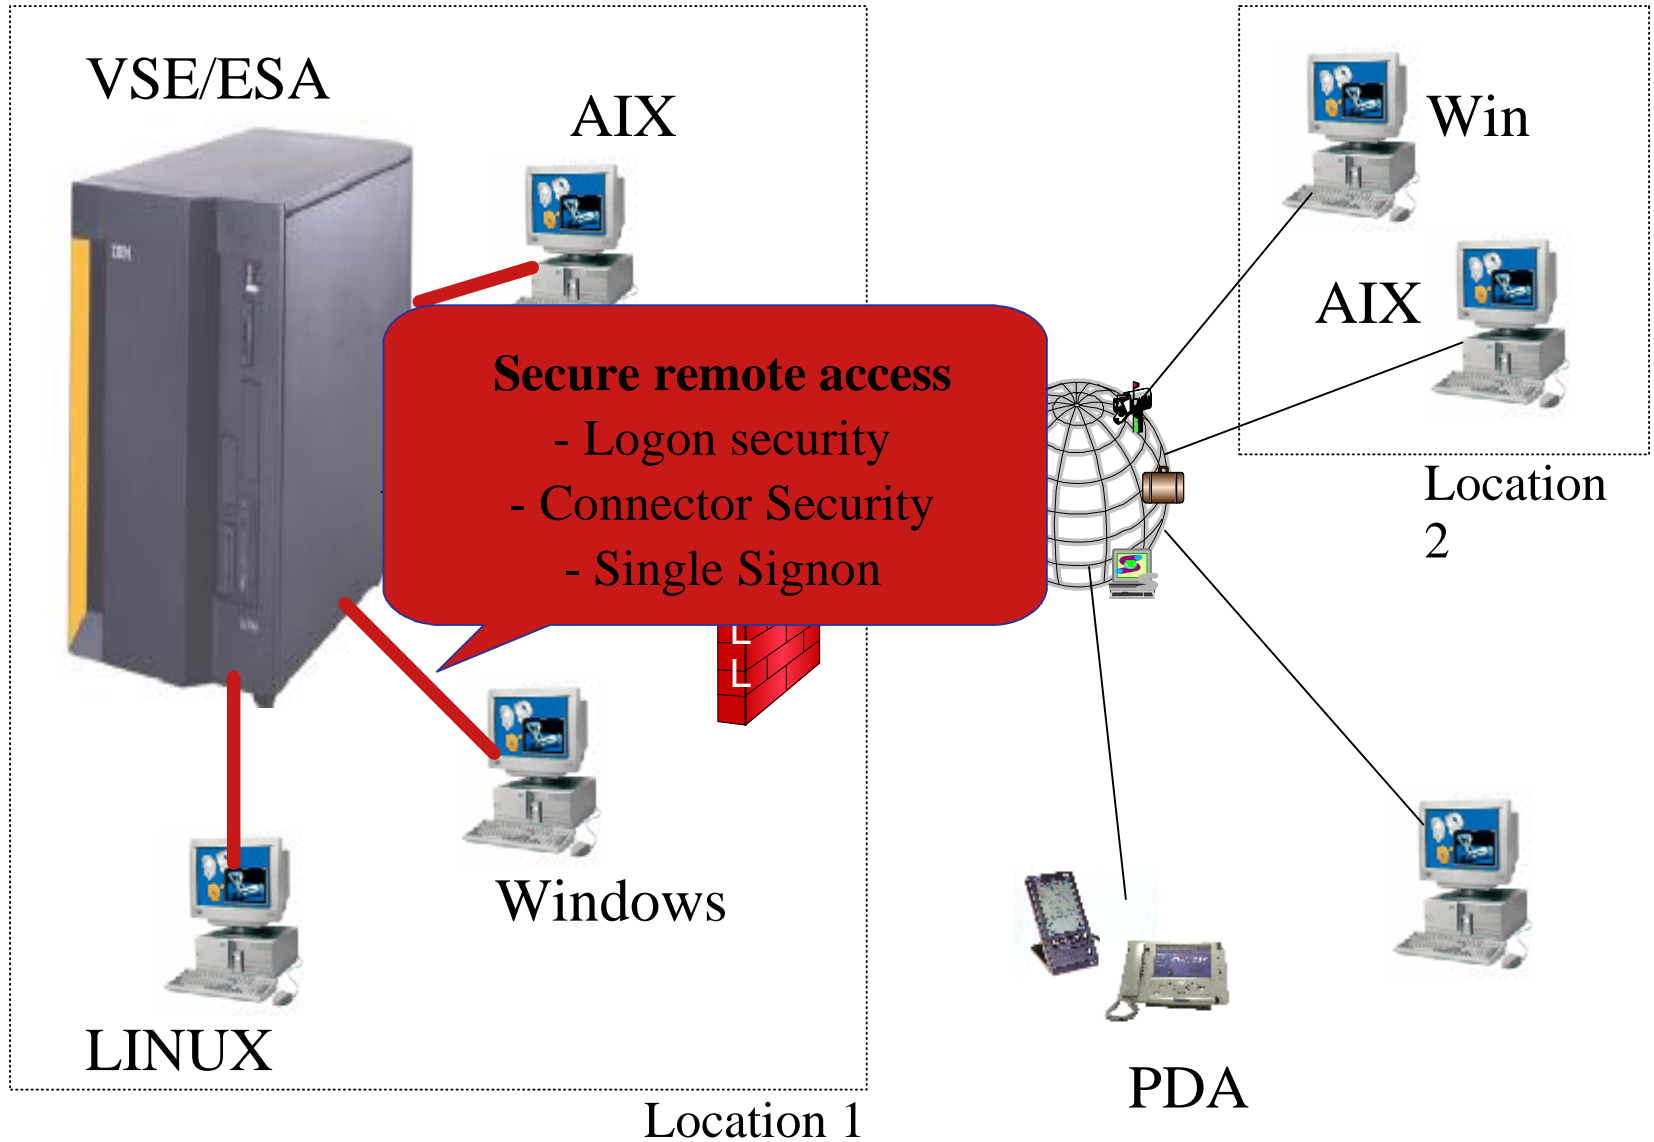 VSE/ESA
AIX
Win
AIX
IBM
Secure remote access
- Logon security
- Connector Security
- Single Signon
Location
2
L
L
Windows
LINUX
PDA
Location 1